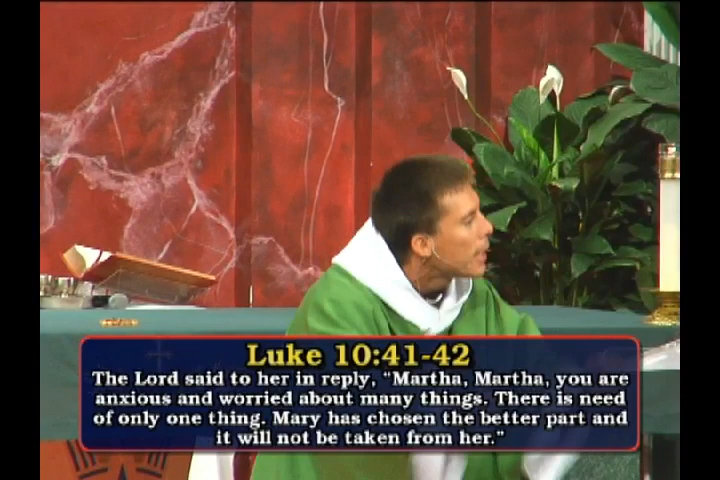 Luke 10:41-42
The Lord said to her in reply, "Martha, Martha, you are
anxious and worried about many things. There is need
of only one thing. Mary has chosen the better part and
it will not be taken from her."